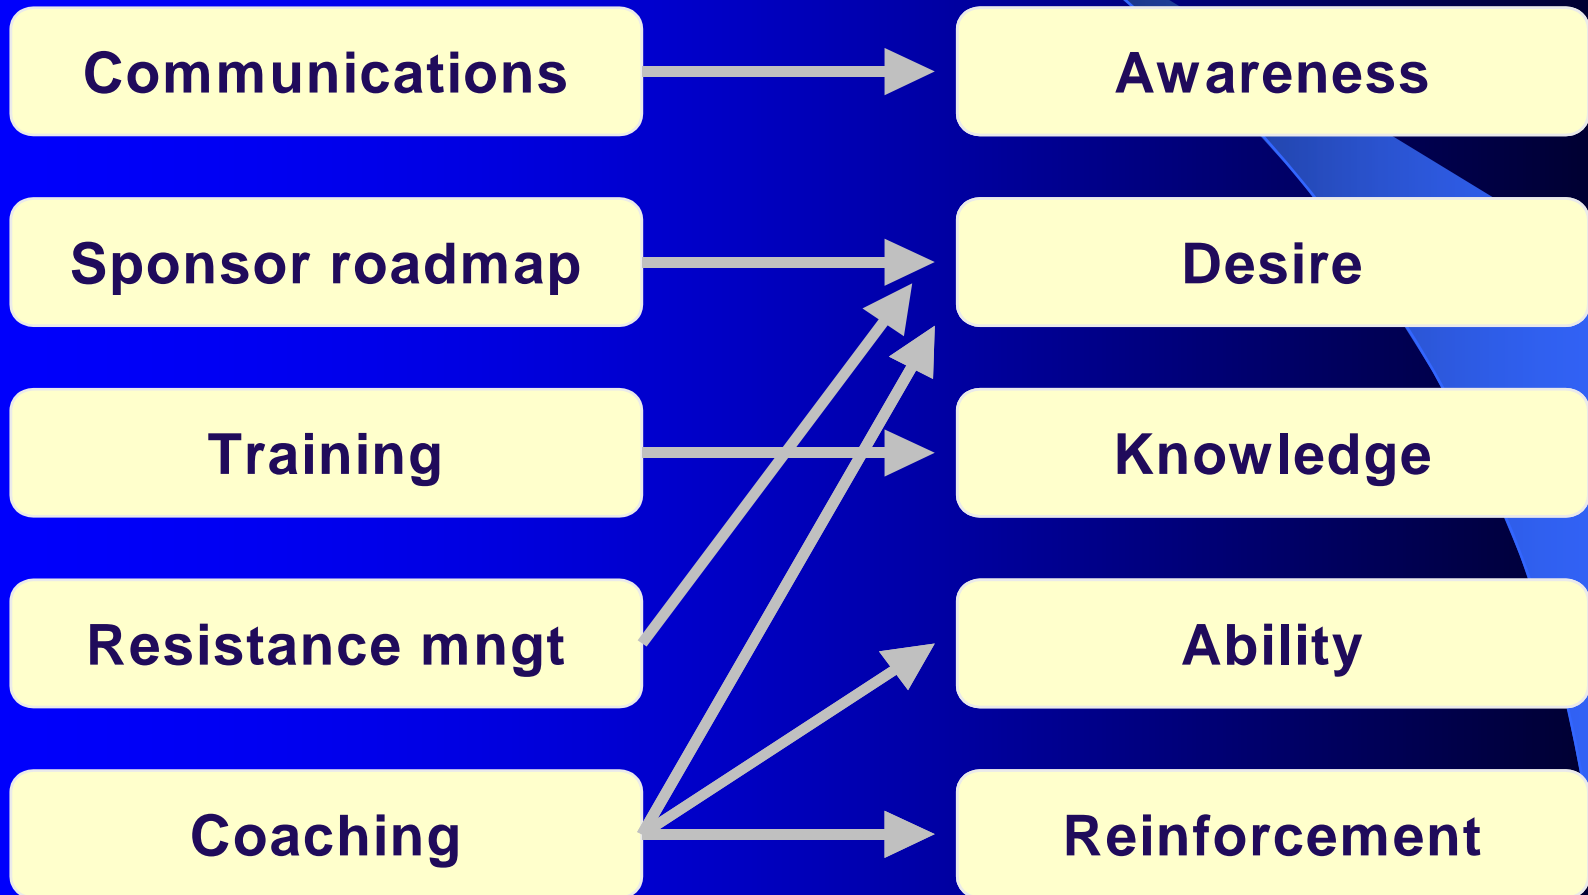 Communications
Awareness
Sponsor roadmap
Desire
Training
Knowledge
Resistance mngt
Ability
Coaching
Reinforcement